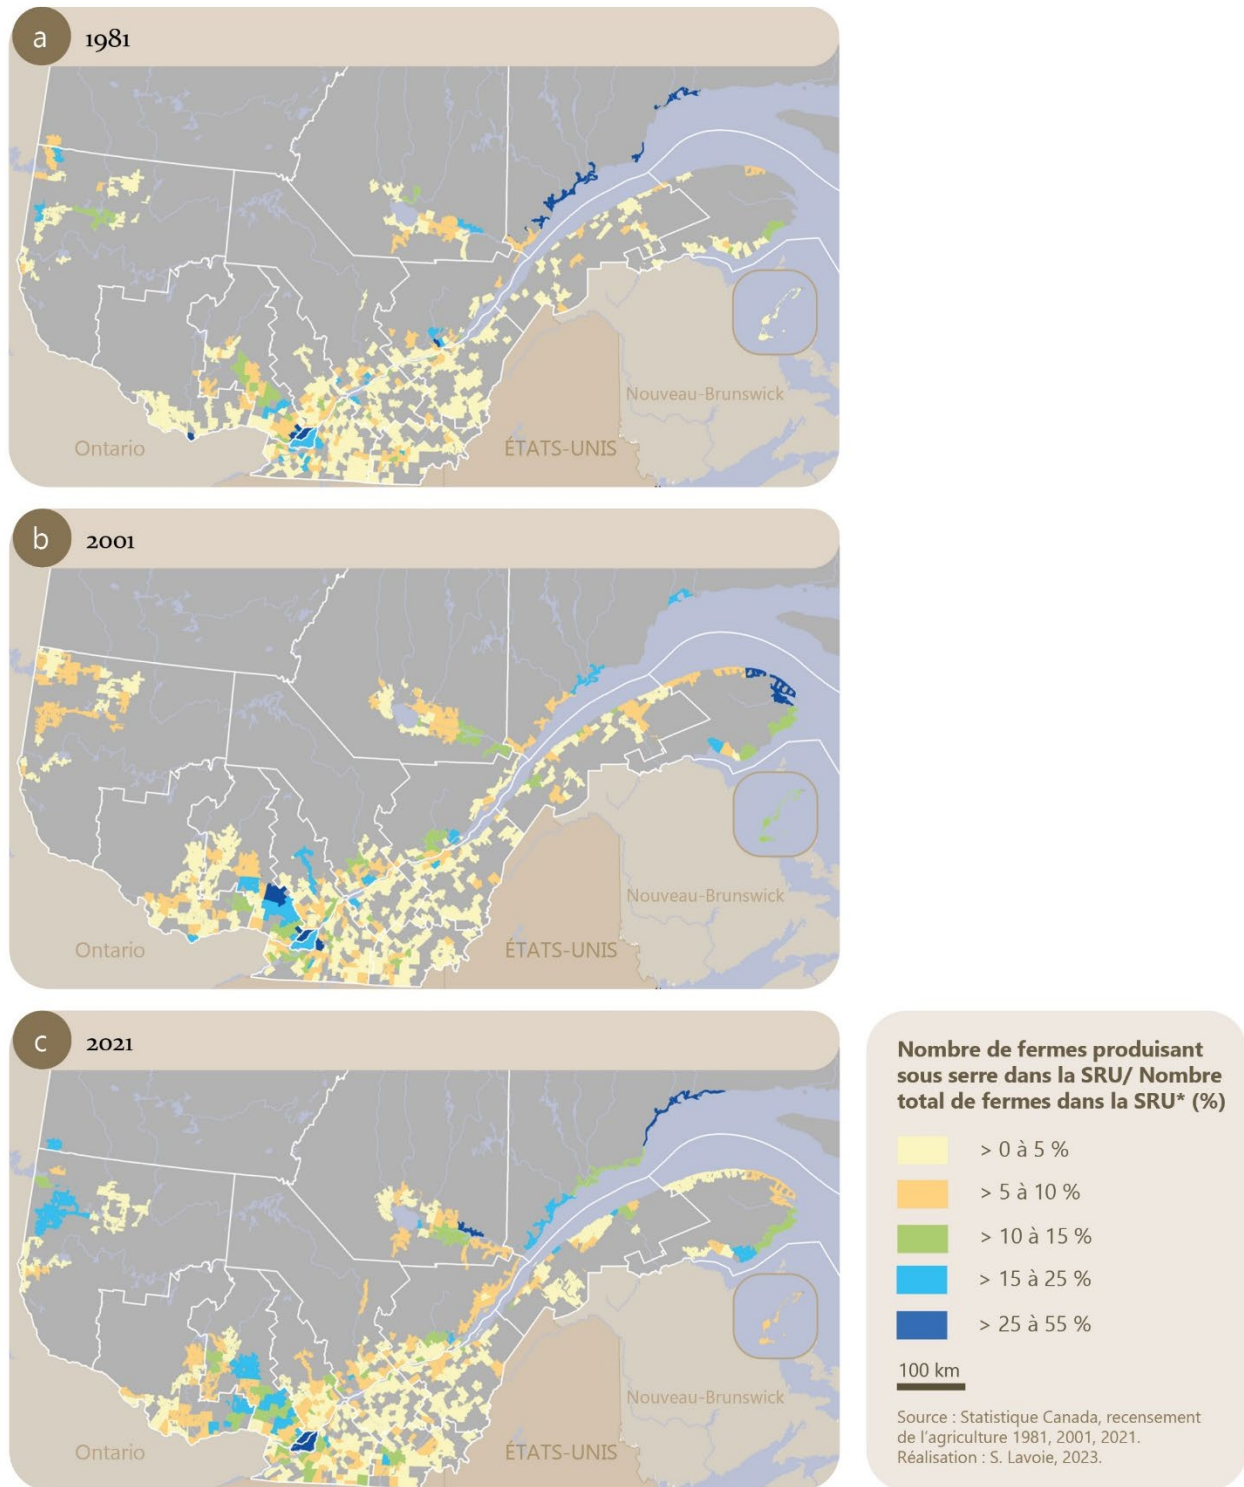 a
1981
Nouveau-Brunswick
Ontario
ÉTATS-UNIS
b
2001
Nouveau-Brunswick
Ontario
ÉTATS-UNIS
c
2021
Nouveau-Brunswick
Ontario
ÉTATS-UNIS
Nombre de fermes produisant
sous serre dans la SRU/ Nombre
total de fermes dans la SRU* (%)
> 0 à 5 %
> 5 à 10 %
> 10 à 15 %
> 15 à 25 %
> 25 à 55 %
100 km
Source : Statistique Canada, recensement
de l'agriculture 1981, 2001, 2021.
Réalisation : S. Lavoie, 2023.